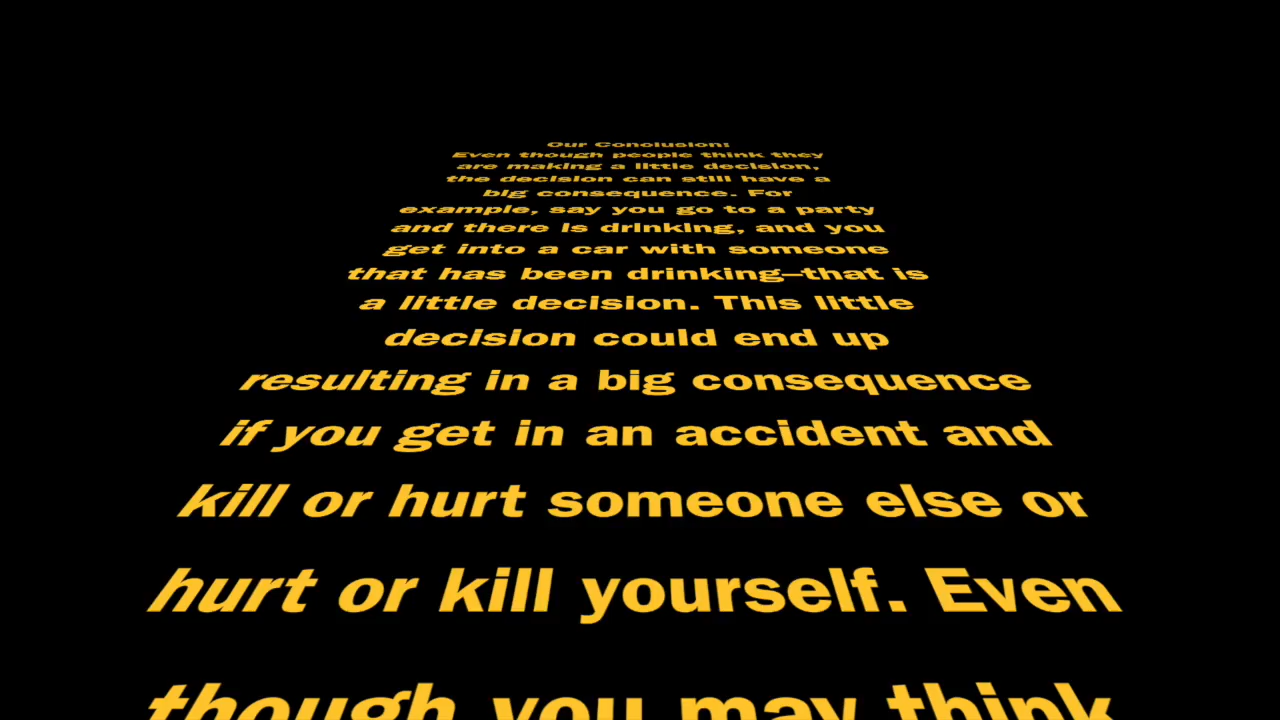 Our Conclusion:
Even though people think they
are making a little decision,
the decision can still have a
big consequence. For
example, say you go to a party
and there is drinking, and you
get into a car with someone
that has been drinking—that is
a little decision. This little
decision could end up
resulting in a big consequence
if you get in an accident and
kill or hurt someone else or
hurt or kill yourself. Even
though you may think